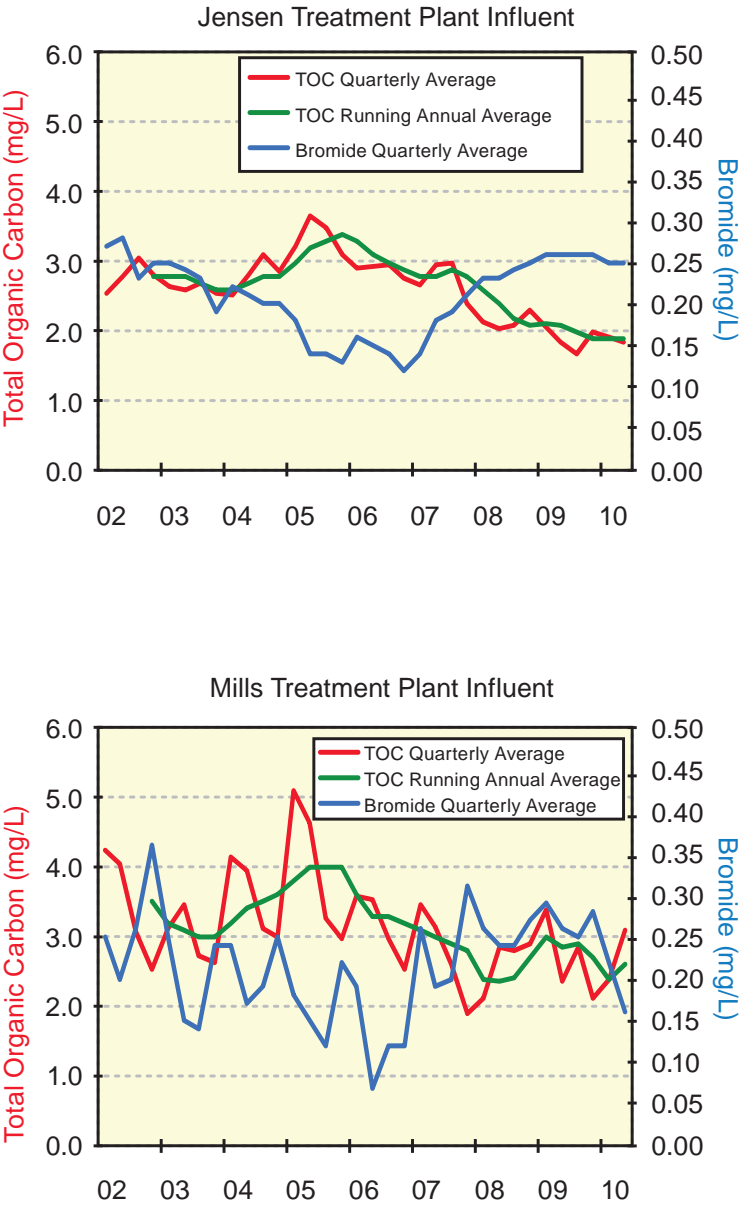 Jensen Treatment Plant Influent
Total Organic Carbon (mg/L)
6.0
5.0
4.0
3.0
2.0
1.0
0.0
TOC Quarterly Average
TOC Running Annual Average
Bromide Quarterly Average
0.50
0.45
0.40
0.35
0.30
0.25
0.20
0.15
0.10
0.05
0.00
Bromide (mg/L)
02 03 04 05 06 07 08 09 10
Mills Treatment Plant Influent
Total Organic Carbon (mg/L)
6.0
5.0
4.0
3.0
2.0
1.0
0.0
TOC Quarterly Average
TOC Running Annual Average
Bromide Quarterly Average
0.50
0.45
0.40
0.35
0.30
0.25
0.20
0.15
0.10
0.05
0.00
Bromide (mg/L)
02 03 04 05 06 07 08 09 10